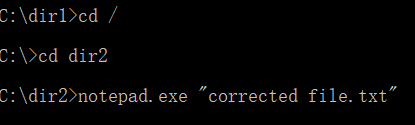 C:\dir1>cd /
C:\>cd dir2
C:\dir2>notepad.exe "corrected file.txt"